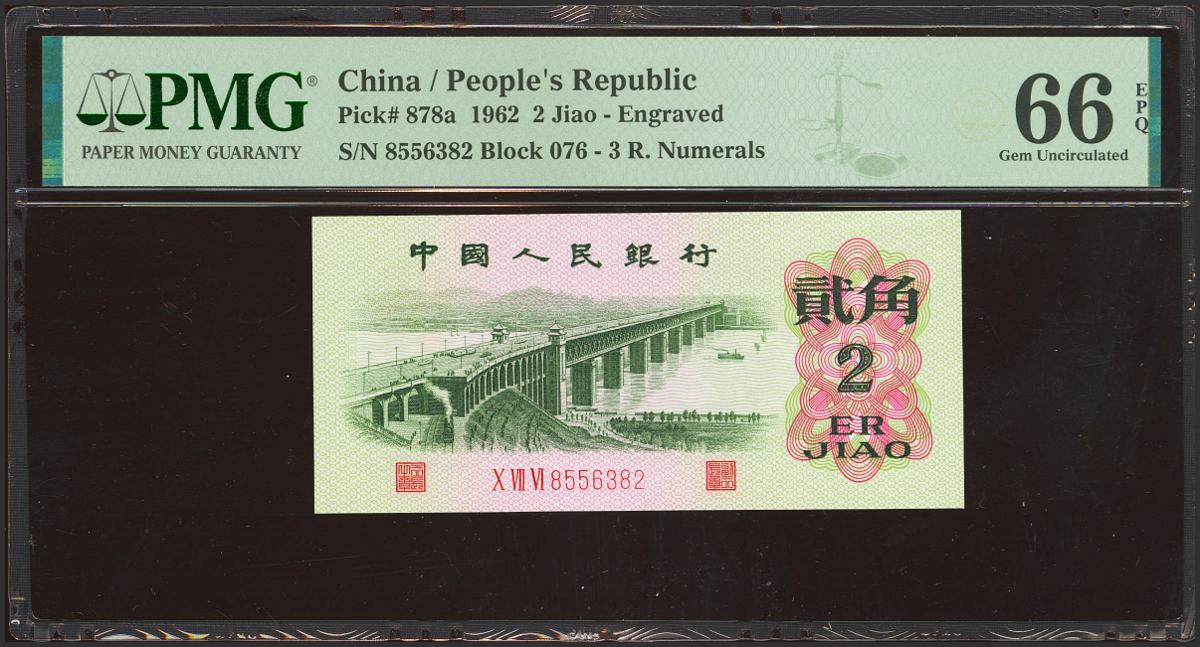 PMG®
PAPER MONEY GUARANTY
China / People's Republic
Pick# 878a 1962 2 Jiao - Engraved
S/N 8556382 Block 076 - 3 R. Numerals
66 EPQ
Gem Uncirculated
中國人民銀行
貳角
2
ER
JIAO
X VII VI 8556382